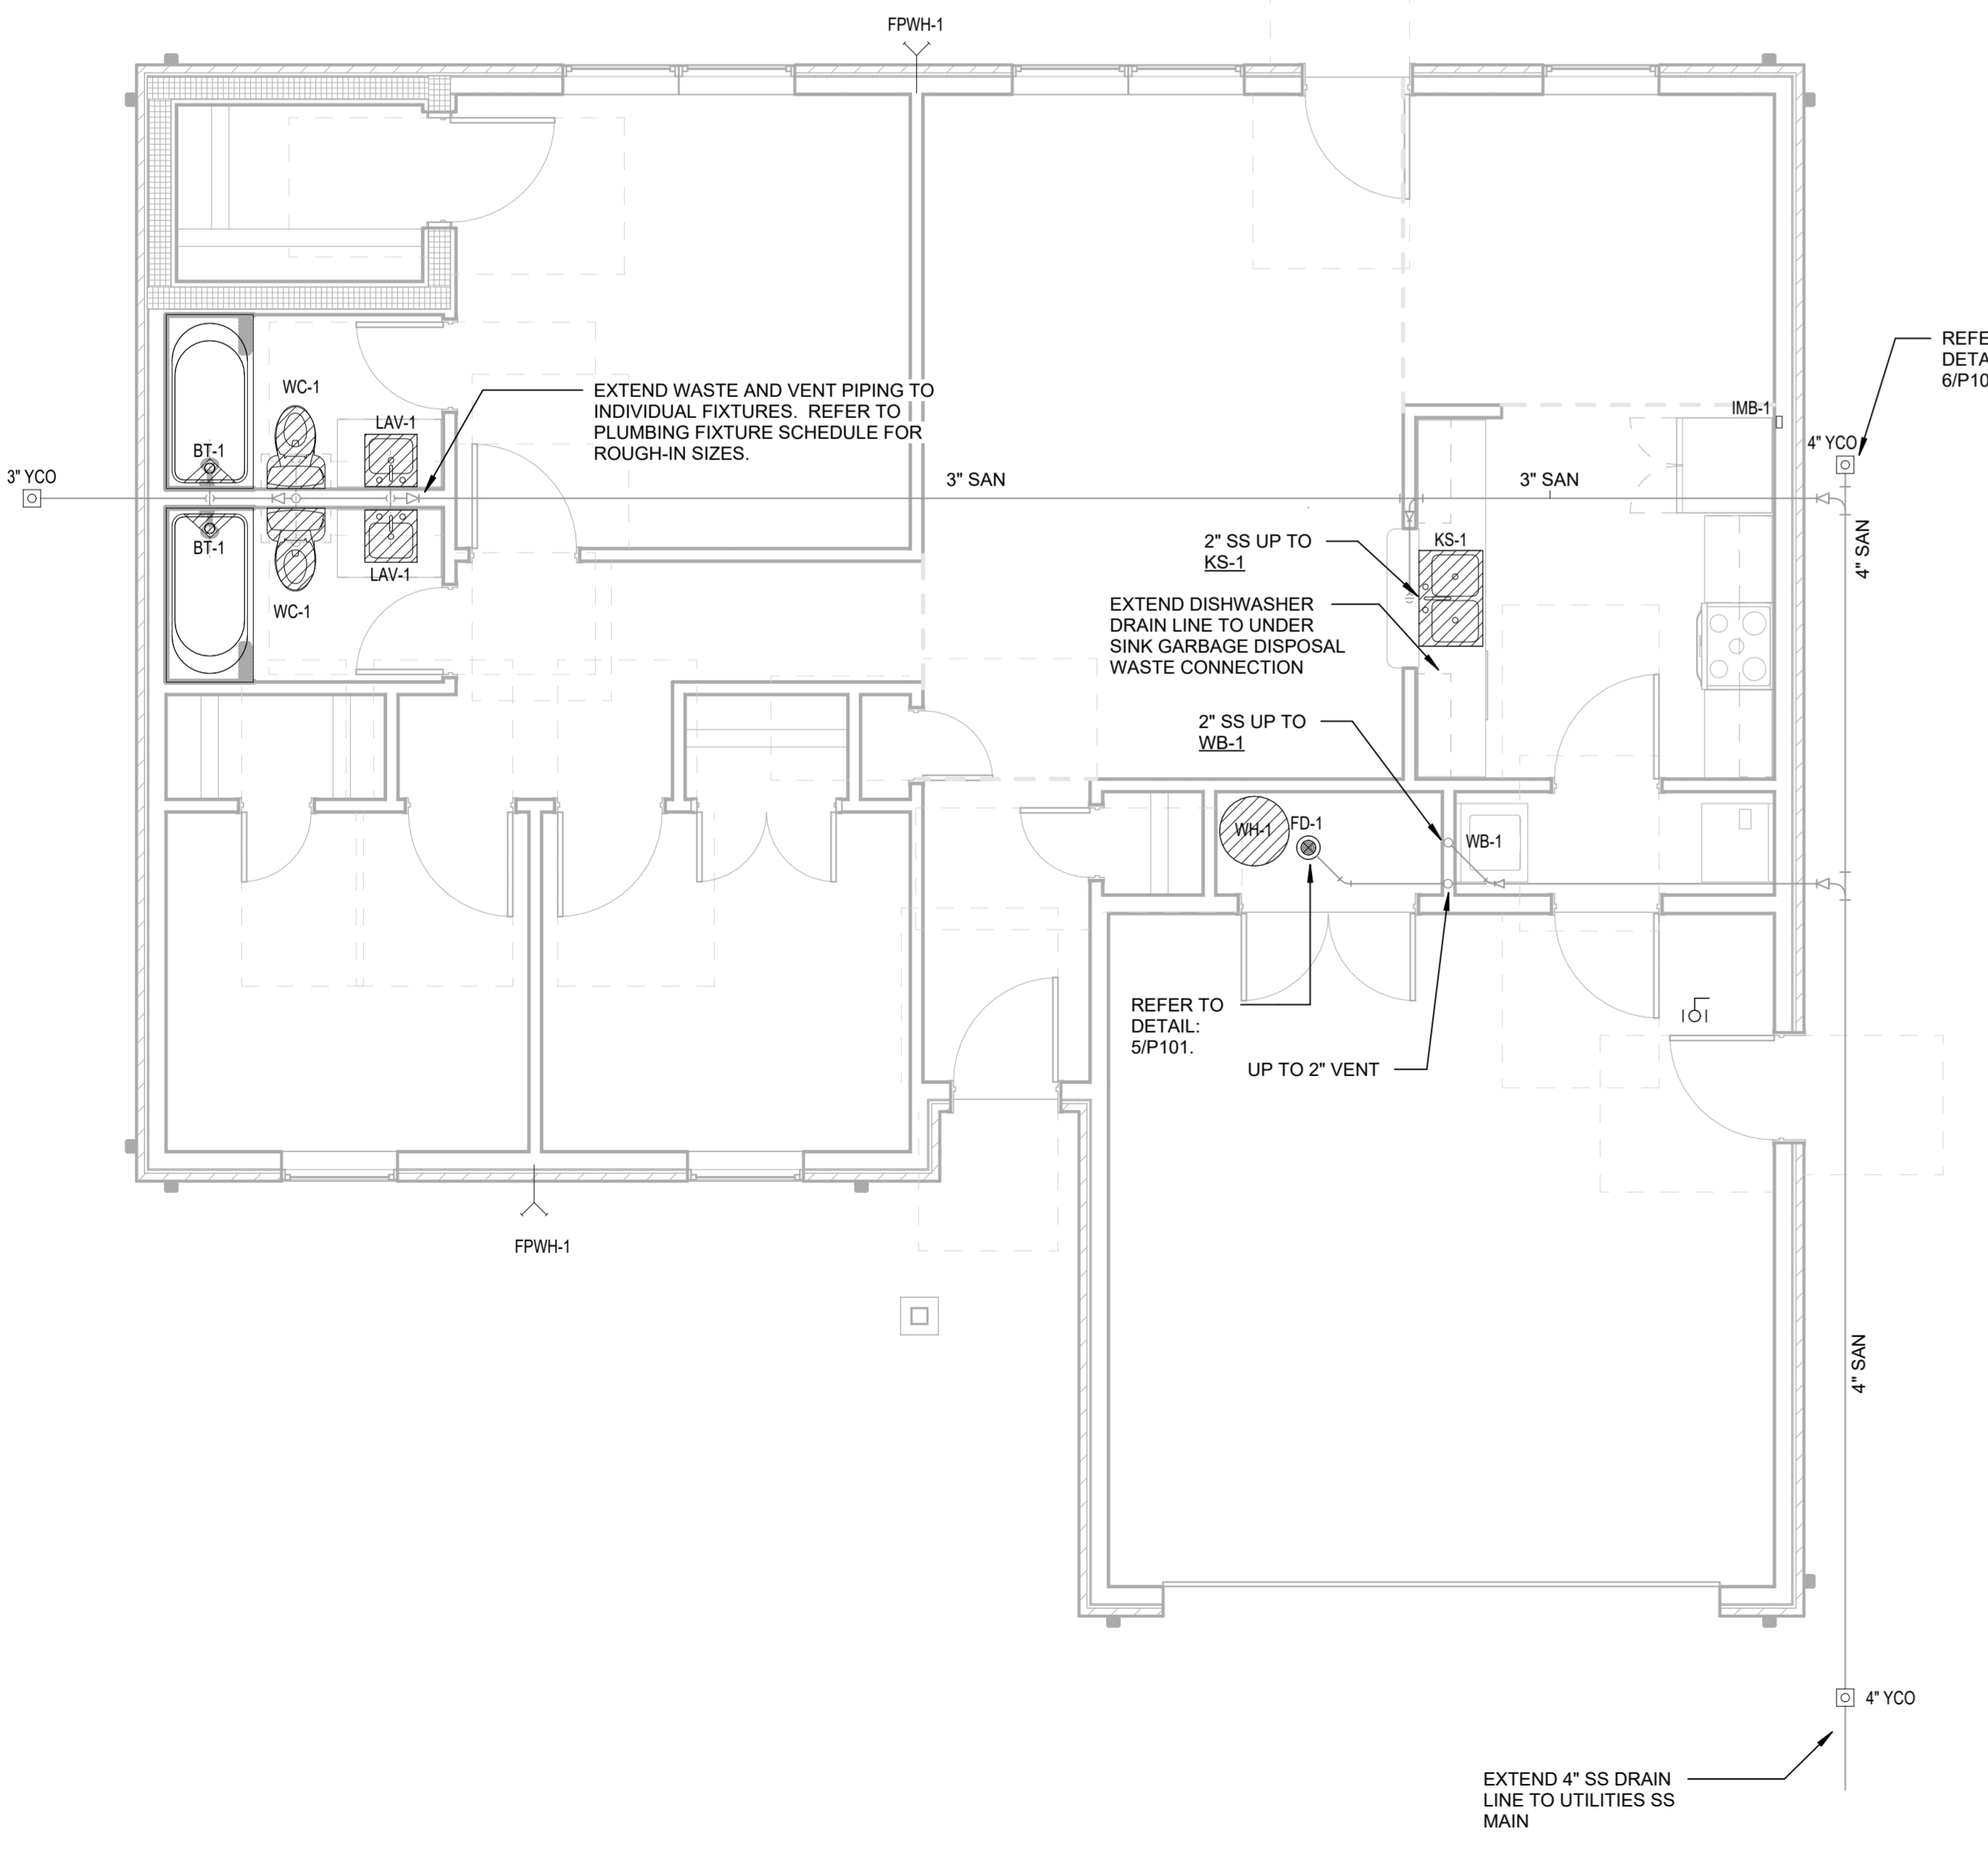 FPWH-1
REFE
DETA
6/P10
WC-1
EXTEND WASTE AND VENT PIPING TO
INDIVIDUAL FIXTURES.  REFER TO
PLUMBING FIXTURE SCHEDULE FOR
ROUGH-IN SIZES.
IMB-1
LAV-1
4" YCO
BT-1
3" YCO
3" SAN
3" SAN
4" SAN
BT-1
2" SS UP TO
KS-1
KS-1
LAV-1
WC-1
EXTEND DISHWASHER
DRAIN LINE TO UNDER
SINK GARBAGE DISPOSAL
WASTE CONNECTION
2" SS UP TO
WB-1
WH-1
FD-1
WB-1
REFER TO
DETAIL:
5/P101.
UP TO 2" VENT
FPWH-1
4" SAN
4" YCO
EXTEND 4" SS DRAIN
LINE TO UTILITIES SS
MAIN